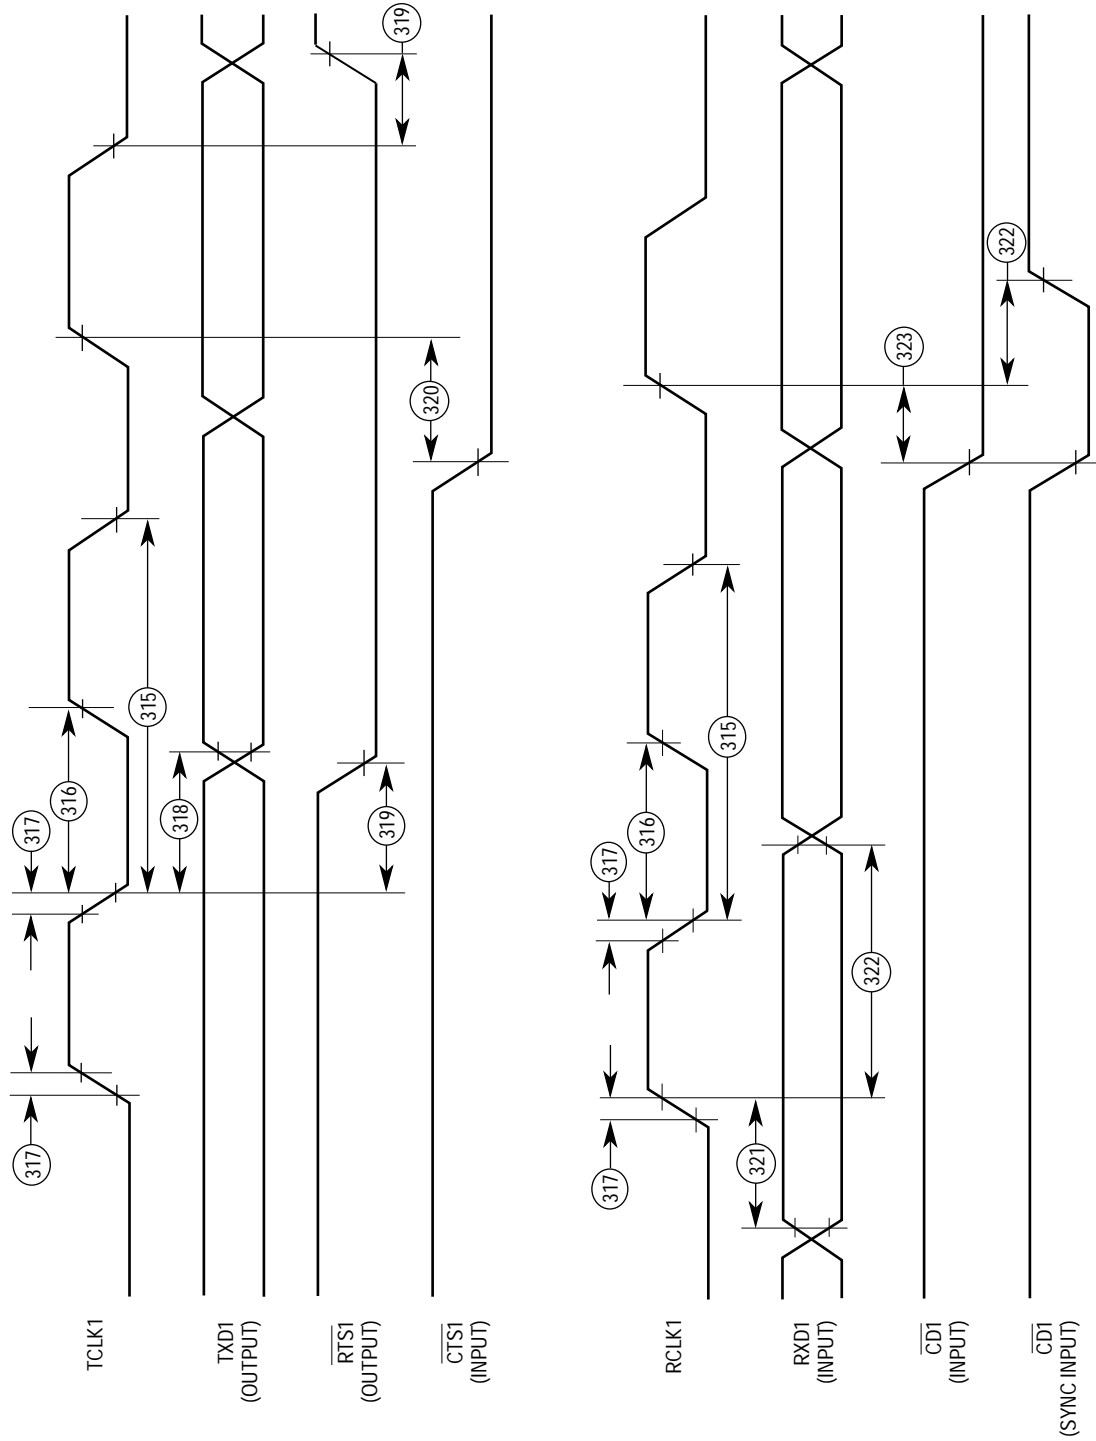 TCLK1
317
317
316
315
TXD1
(OUTPUT)
318
RTS1
(OUTPUT)
319
319
CTS1
(INPUT)
320
RCLK1
317
317
316
315
RXD1
(INPUT)
321
322
CD1
(INPUT)
323
CD1
(SYNC INPUT)
322